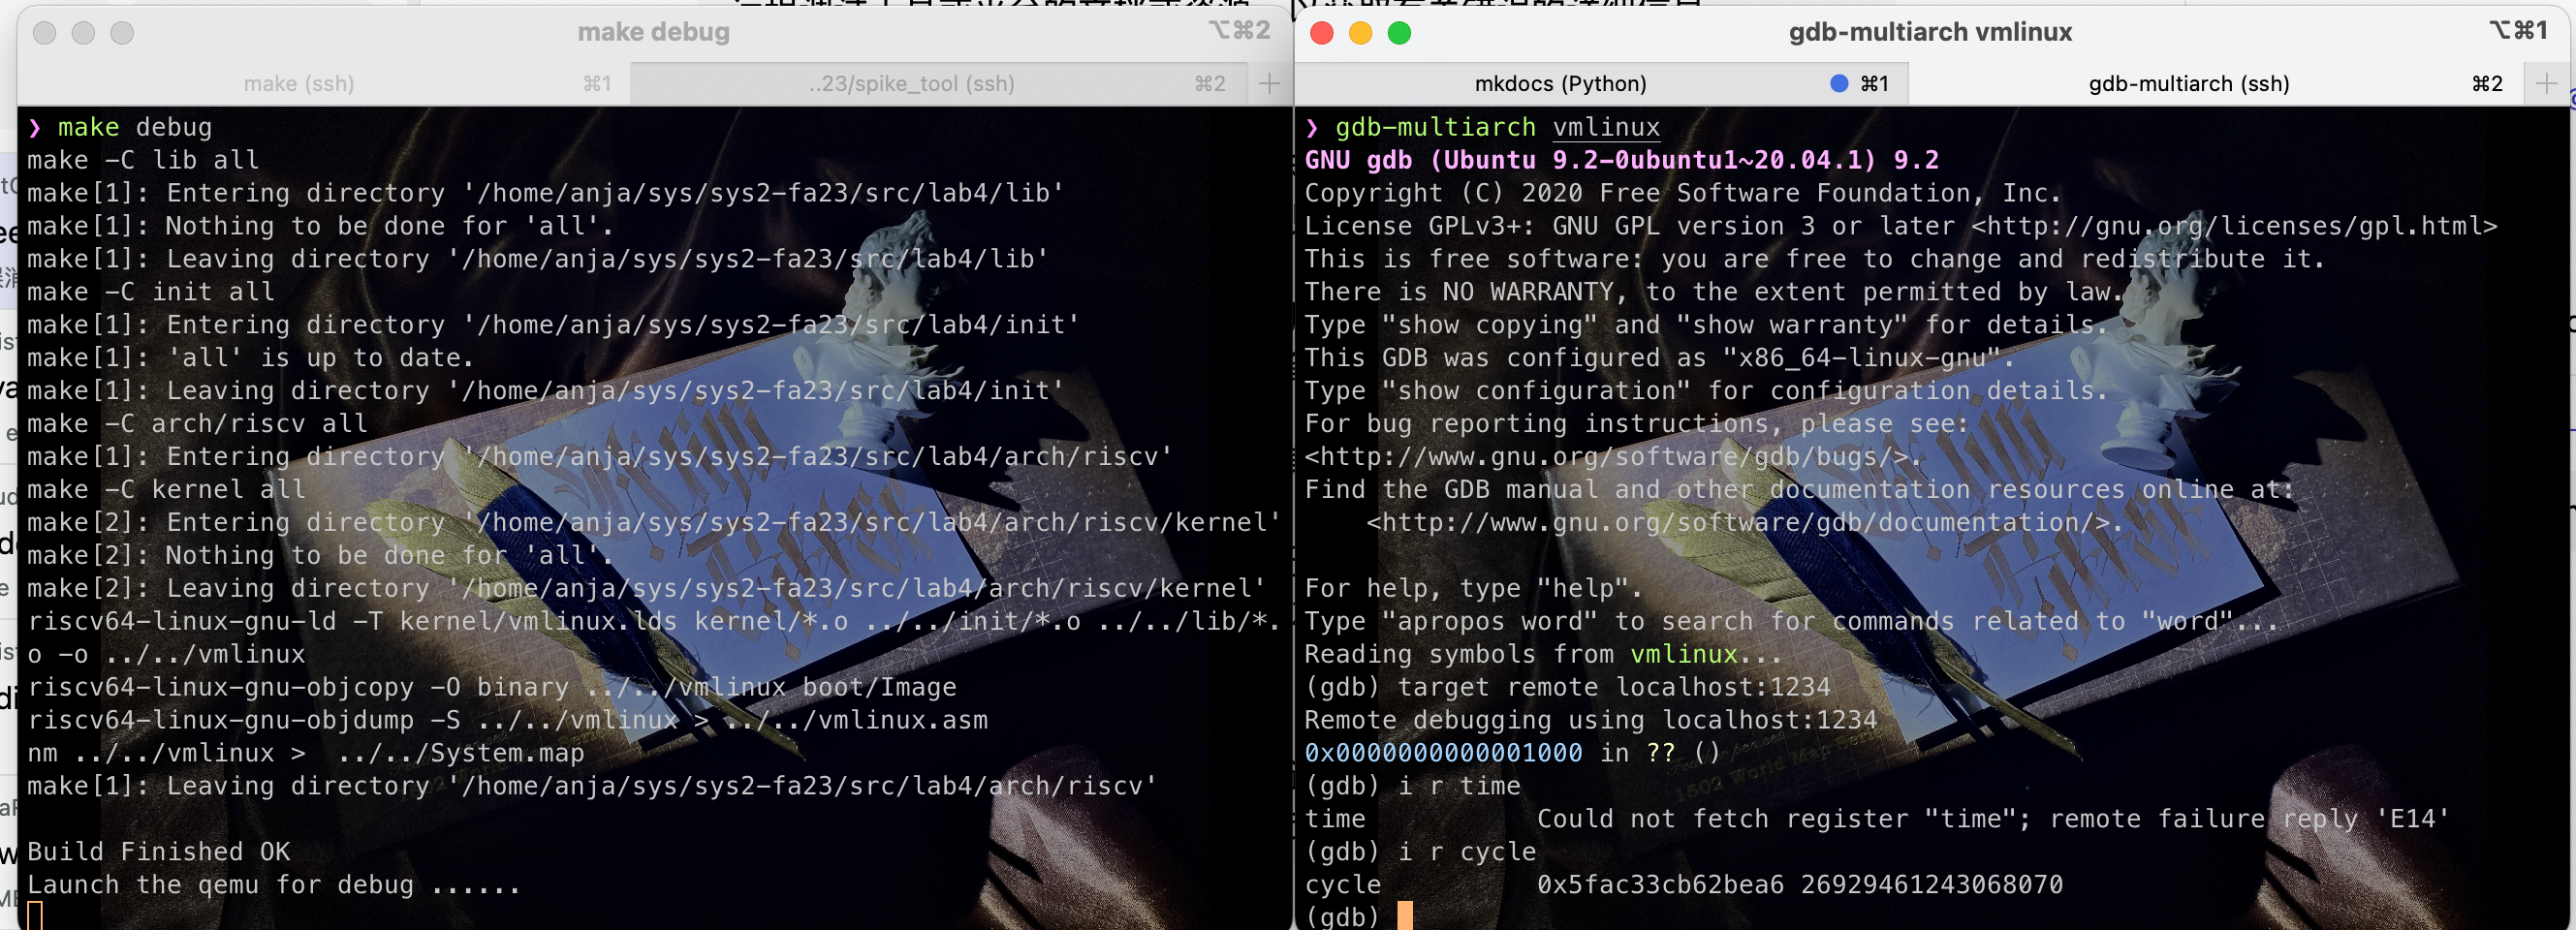 make debug
⌥⌘2
make (ssh) ⌘1
..23/spike_tool (ssh) ⌘2
❯ make debug
make -C lib all
make[1]: Entering directory '/home/anja/sys/sys2-fa23/src/lab4/lib'
make[1]: Nothing to be done for 'all'.
make[1]: Leaving directory '/home/anja/sys/sys2-fa23/src/lab4/lib'
make -C init all
make[1]: Entering directory '/home/anja/sys/sys2-fa23/src/lab4/init'
make[1]: 'all' is up to date.
make[1]: Leaving directory '/home/anja/sys/sys2-fa23/src/lab4/init'
make -C arch/riscv all
make[1]: Entering directory '/home/anja/sys/sys2-fa23/src/lab4/arch/riscv'
make -C kernel all
make[2]: Entering directory '/home/anja/sys/sys2-fa23/src/lab4/arch/riscv/kernel'
make[2]: Nothing to be done for 'all'.
make[2]: Leaving directory '/home/anja/sys/sys2-fa23/src/lab4/arch/riscv/kernel'
riscv64-linux-gnu-ld -T kernel/vmlinux.lds kernel/*.o ../../init/*.o ../../lib/*.
o -o ../../vmlinux
riscv64-linux-gnu-objcopy -O binary ../../vmlinux boot/Image
riscv64-linux-gnu-objdump -S ../../vmlinux > ../../vmlinux.asm
nm ../../vmlinux >  ../../System.map
make[1]: Leaving directory '/home/anja/sys/sys2-fa23/src/lab4/arch/riscv'
Build Finished OK
Launch the qemu for debug ......
gdb-multiarch vmlinux
⌥⌘1
mkdocs (Python) ⌘1
gdb-multiarch (ssh) ⌘2
❯ gdb-multiarch vmlinux
GNU gdb (Ubuntu 9.2-0ubuntu1~20.04.1) 9.2
Copyright (C) 2020 Free Software Foundation, Inc.
License GPLv3+: GNU GPL version 3 or later <http://gnu.org/licenses/gpl.html>
This is free software: you are free to change and redistribute it.
There is NO WARRANTY, to the extent permitted by law.
Type "show copying" and "show warranty" for details.
This GDB was configured as "x86_64-linux-gnu".
Type "show configuration" for configuration details.
For bug reporting instructions, please see:
<http://www.gnu.org/software/gdb/bugs/>.
Find the GDB manual and other documentation resources online at:
    <http://www.gnu.org/software/gdb/documentation/>.
For help, type "help".
Type "apropos word" to search for commands related to "word"...
Reading symbols from vmlinux...
(gdb) target remote localhost:1234
Remote debugging using localhost:1234
0x0000000000001000 in ?? ()
(gdb) i r time
time           Could not fetch register "time"; remote failure reply 'E14'
(gdb) i r cycle
cycle          0x5fac33cb62bea6 26929461243068070
(gdb)